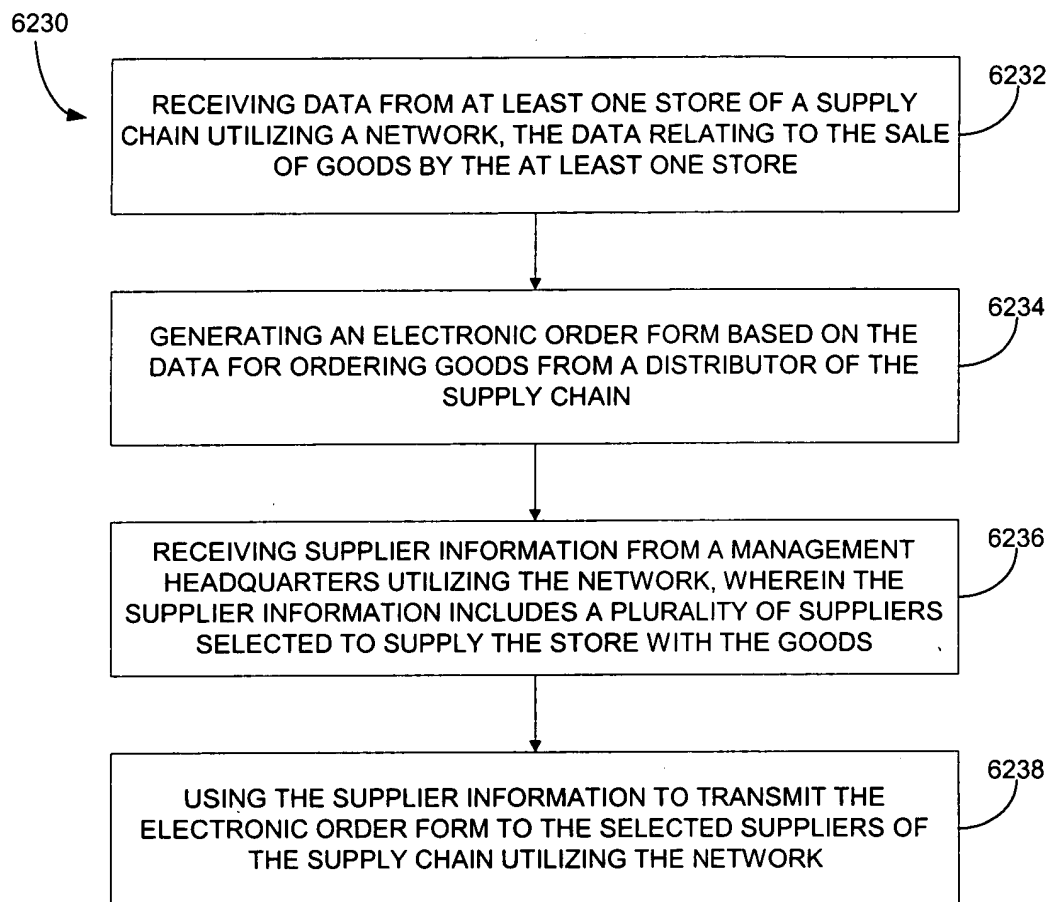 6230
6232
RECEIVING DATA FROM AT LEAST ONE STORE OF A SUPPLY
CHAIN UTILIZING A NETWORK, THE DATA RELATING TO THE SALE
OF GOODS BY THE AT LEAST ONE STORE
6234
GENERATING AN ELECTRONIC ORDER FORM BASED ON THE
DATA FOR ORDERING GOODS FROM A DISTRIBUTOR OF THE
SUPPLY CHAIN
6236
RECEIVING SUPPLIER INFORMATION FROM A MANAGEMENT
HEADQUARTERS UTILIZING THE NETWORK, WHEREIN THE
SUPPLIER INFORMATION INCLUDES A PLURALITY OF SUPPLIERS
SELECTED TO SUPPLY THE STORE WITH THE GOODS
6238
USING THE SUPPLIER INFORMATION TO TRANSMIT THE
ELECTRONIC ORDER FORM TO THE SELECTED SUPPLIERS OF
THE SUPPLY CHAIN UTILIZING THE NETWORK